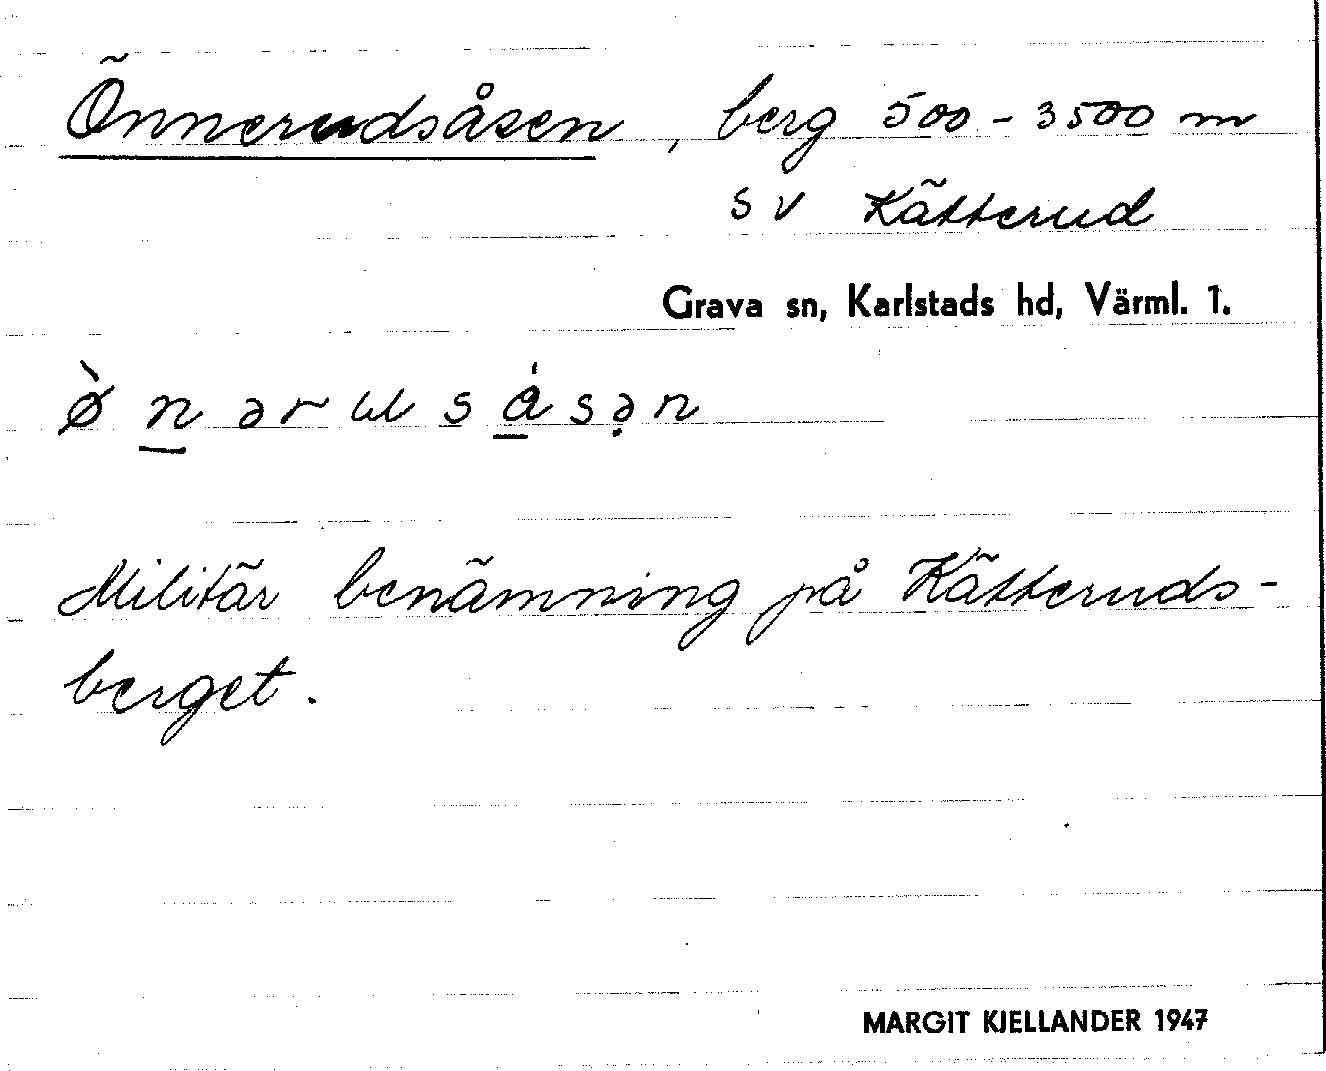 Önnerudsåsen, berg 500 - 3500 m
SV Kätterud
Grava sn, Karlstads hd, Värml. 1.
ø̀ n̲ ə r ɯ s ǻ̲ s ə̣ n
Militär benämning på Kätteruds-
berget.
MARGIT KJELLANDER 1947